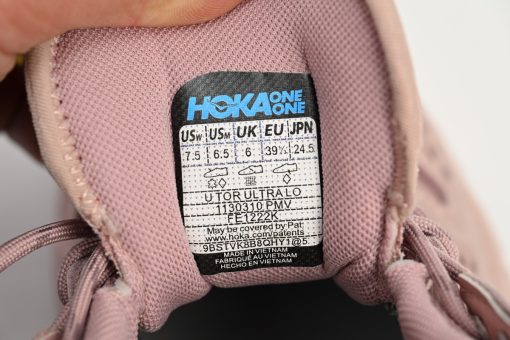 HOKA ONE ONE
USw USM UK EU JPN
7.5 6.5 6 39⅓ 24.5
U TOR ULTRA LO
1130310 PMV
FE1222K
May be covered by Pat
www.hoka.com/patents
9BSTVK8B8QHY1@5
MADE IN VIETNAM
FABRIQUÉ AU VIETNAM
HECHO EN VIETNAM